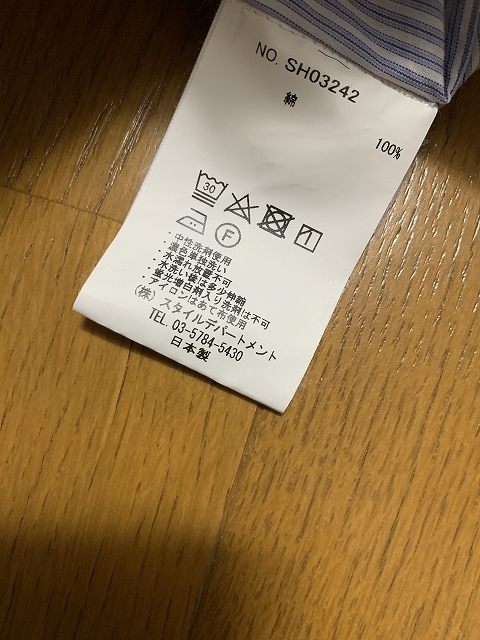 NO. SH03242
綿 100%
30
F
・中性洗剤使用
・濃色単独洗い
・水濡れ放置不可
・水洗い後は多少伸縮
・蛍光増白剤入り洗剤は不可
・アイロンはあて布使用
(株) スタイルデパートメント
TEL. 03-5784-5430
日本製